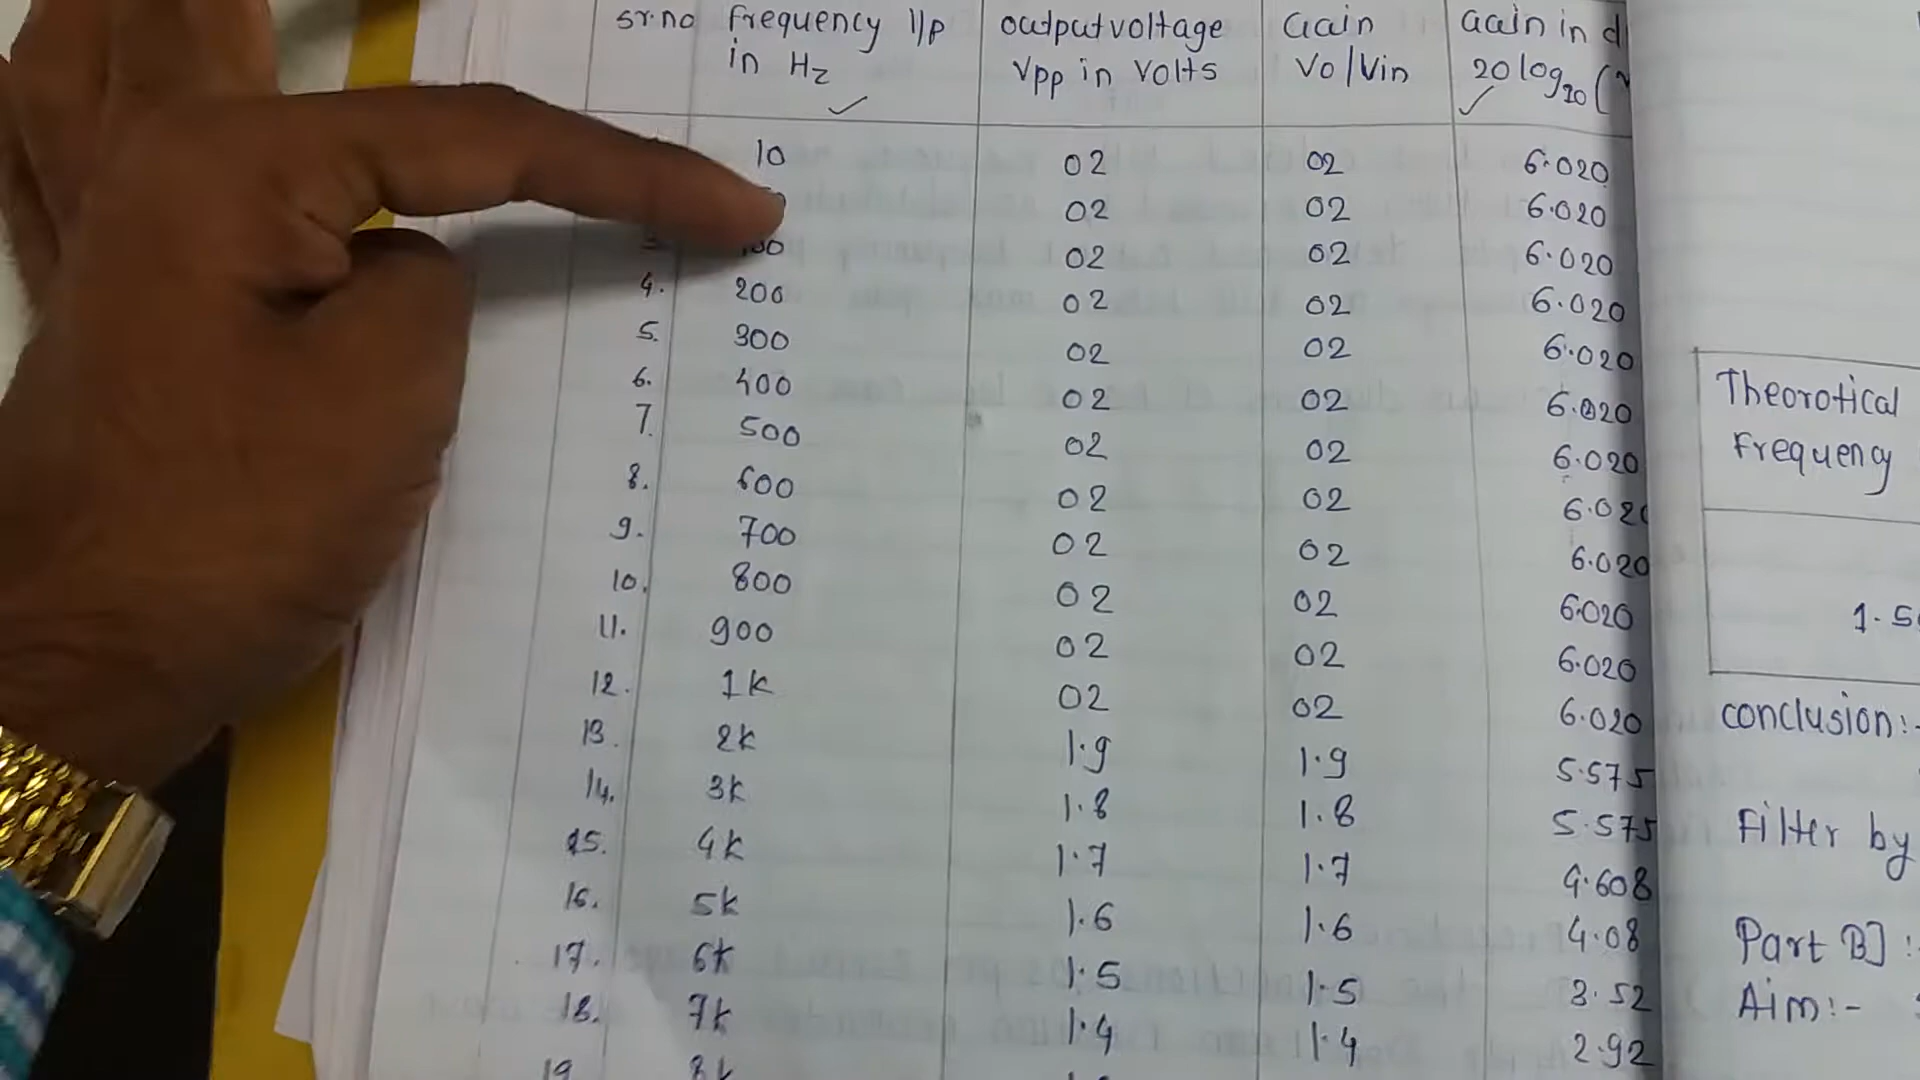 sr.no frequency I/p output voltage Gain Gain in d
in Hz Vpp in Volts Vo/Vin 20 log10 (
10 02 02 6.020
02 02 6.020
3. 100 02 02 6.020
4. 200 02 02 6.020
5. 300 02 02 6.020
6. 400 02 02 6.020
7. 500 02 02 6.020
8. 600 02 02 6.020
9. 700 02 02 6.020
10. 800 02 02 6.020
11. 900 02 02 6.020
12. 1k 02 02 6.020
13. 2k 1.9 1.9 5.575
14. 3k 1.8 1.8 5.575
15. 4k 1.7 1.7 4.608
16. 5k 1.6 1.6 4.08
17. 6k 1.5 1.5 3.52
18. 7k 1.4 1.4 2.92
19 8k
Theorotical
Frequency
1.5
conclusion:-
Filter by
Part B] :-
Aim:-